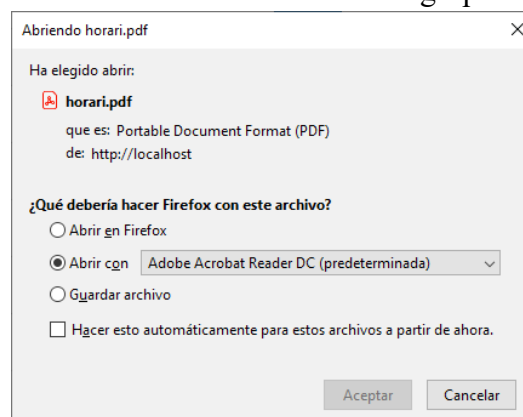 Abriendo horari.pdf
Ha elegido abrir:
horari.pdf
que es: Portable Document Format (PDF)
de: http://localhost
¿Qué debería hacer Firefox con este archivo?
Abrir en Firefox
Abrir con Adobe Acrobat Reader DC (predeterminada)
Guardar archivo
Hacer esto automáticamente para estos archivos a partir de ahora.
Aceptar Cancelar